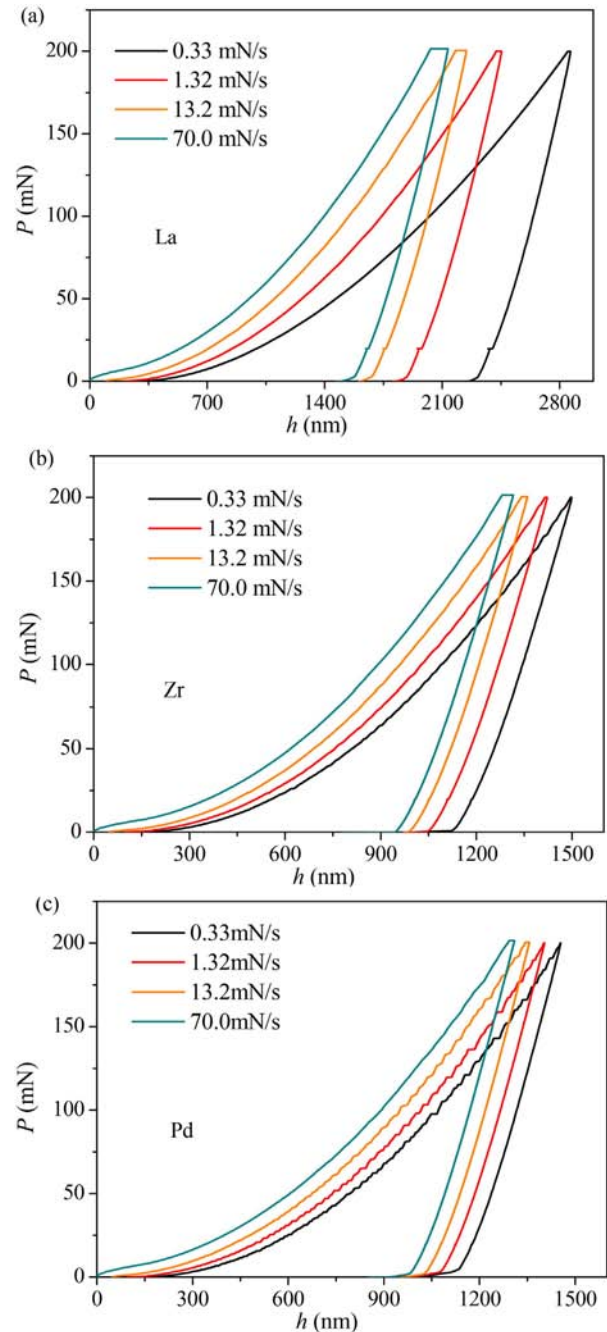 (a)
200
150
100
50
0
P (mN)
0.33 mN/s
1.32 mN/s
13.2 mN/s
70.0 mN/s
La
0 700 1400 2100 2800
h (nm)
(b)
200
150
100
50
0
P (mN)
0.33 mN/s
1.32 mN/s
13.2 mN/s
70.0 mN/s
Zr
0 300 600 900 1200 1500
h (nm)
(c)
200
150
100
50
0
P (mN)
0.33mN/s
1.32mN/s
13.2mN/s
70.0mN/s
Pd
0 300 600 900 1200 1500
h (nm)